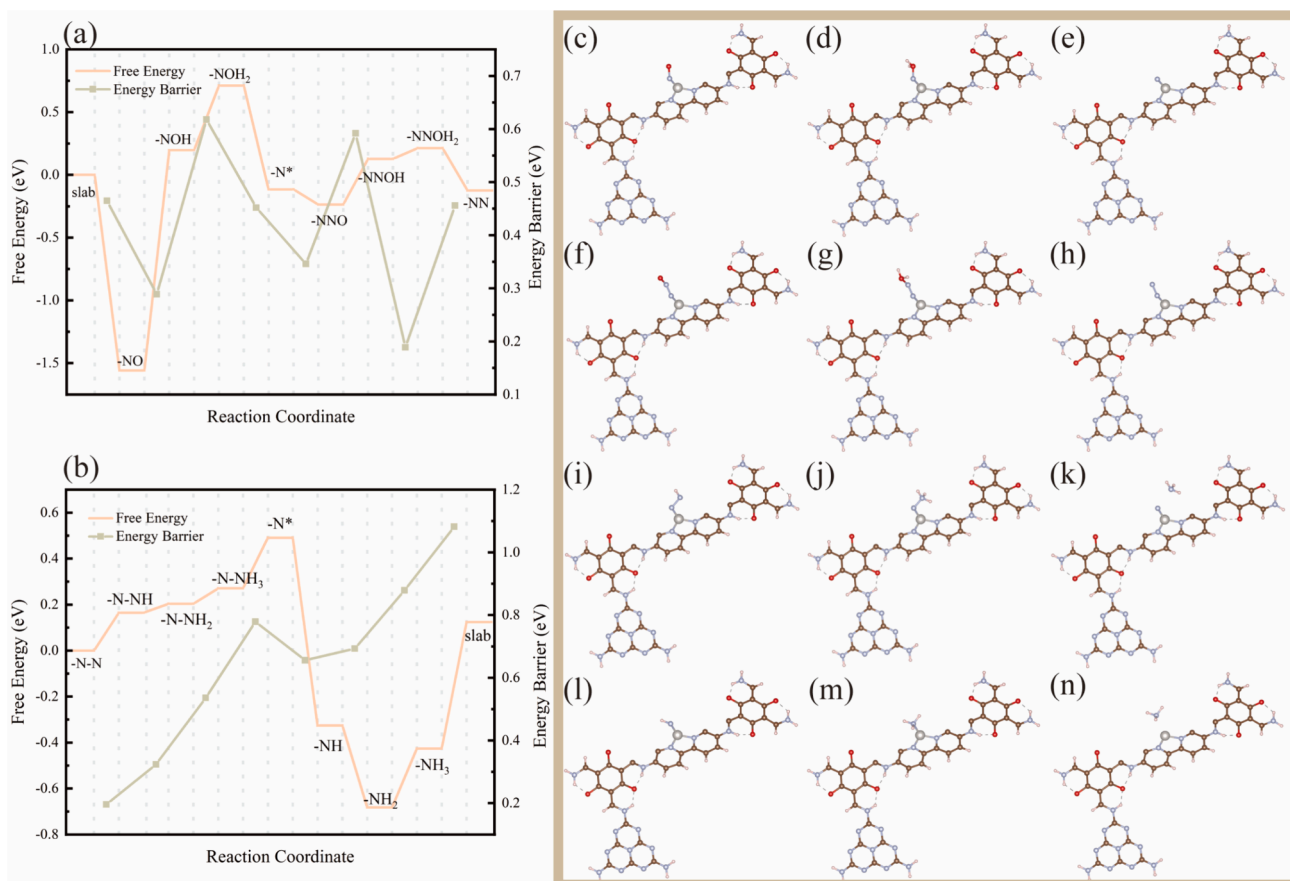 (a)
1.0
0.5
0.0
-0.5
-1.0
-1.5
Free Energy (eV)
Free Energy
Energy Barrier
slab
-NO
-NOH
-NOH₂
-N*
-NNO
-NNOH
-NNOH₂
-NN
0.7
0.6
0.5
0.4
0.3
0.2
0.1
Energy Barrier (eV)
Reaction Coordinate
(b)
0.6
0.4
0.2
0.0
-0.2
-0.4
-0.6
-0.8
Free Energy (eV)
Free Energy
Energy Barrier
-N-N
-N-NH
-N-NH₂
-N-NH₃
-N*
-NH
-NH₂
-NH₃
slab
1.2
1.0
0.8
0.6
0.4
0.2
Energy Barrier (eV)
Reaction Coordinate
(c)
(d)
(e)
(f)
(g)
(h)
(i)
(j)
(k)
(l)
(m)
(n)